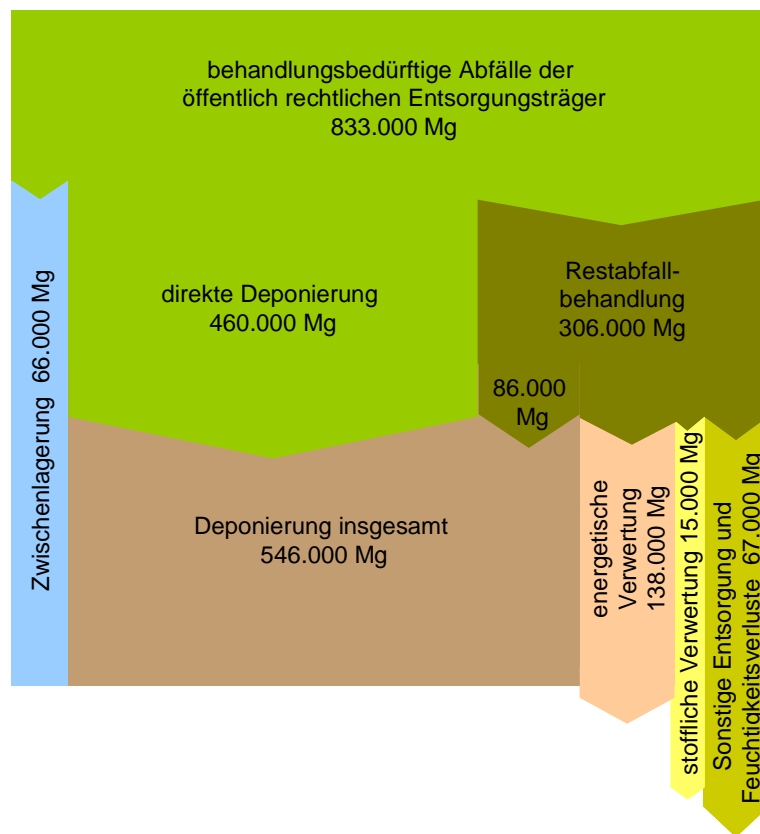 behandlungsbedürftige Abfälle der
öffentlich rechtlichen Entsorgungsträger
833.000 Mg
Zwischenlagerung 66.000 Mg
direkte Deponierung
460.000 Mg
Restabfall-
behandlung
306.000 Mg
86.000
Mg
Deponierung insgesamt
546.000 Mg
energetische
Verwertung
138.000 Mg
stoffliche Verwertung 15.000 Mg
Sonstige Entsorgung und
Feuchtigkeitsverluste 67.000 Mg